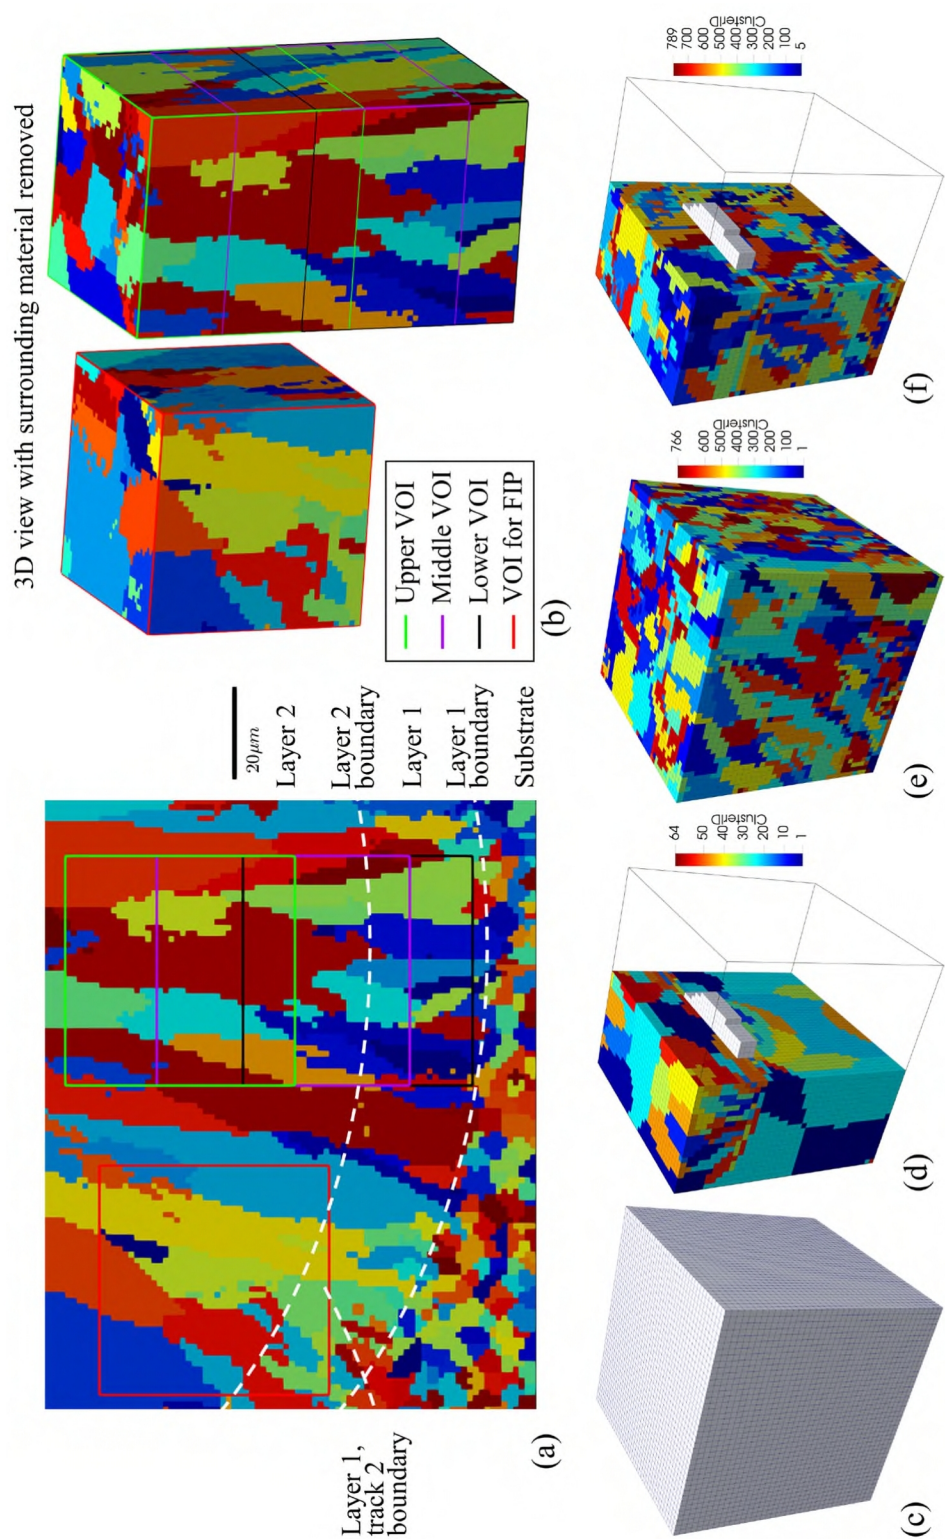 3D view with surrounding material removed
20μm
Layer 2
Layer 2
boundary
Layer 1
Layer 1
boundary
Substrate
Layer 1,
track 2
boundary
(a)
Upper VOI
Middle VOI
Lower VOI
VOI for FIP
(b)
(c)
64
50
40
30
20
10
1
ClusterID
(d)
766
600
500
400
300
200
100
1
ClusterID
(e)
789
700
600
500
400
300
200
100
5
ClusterID
(f)